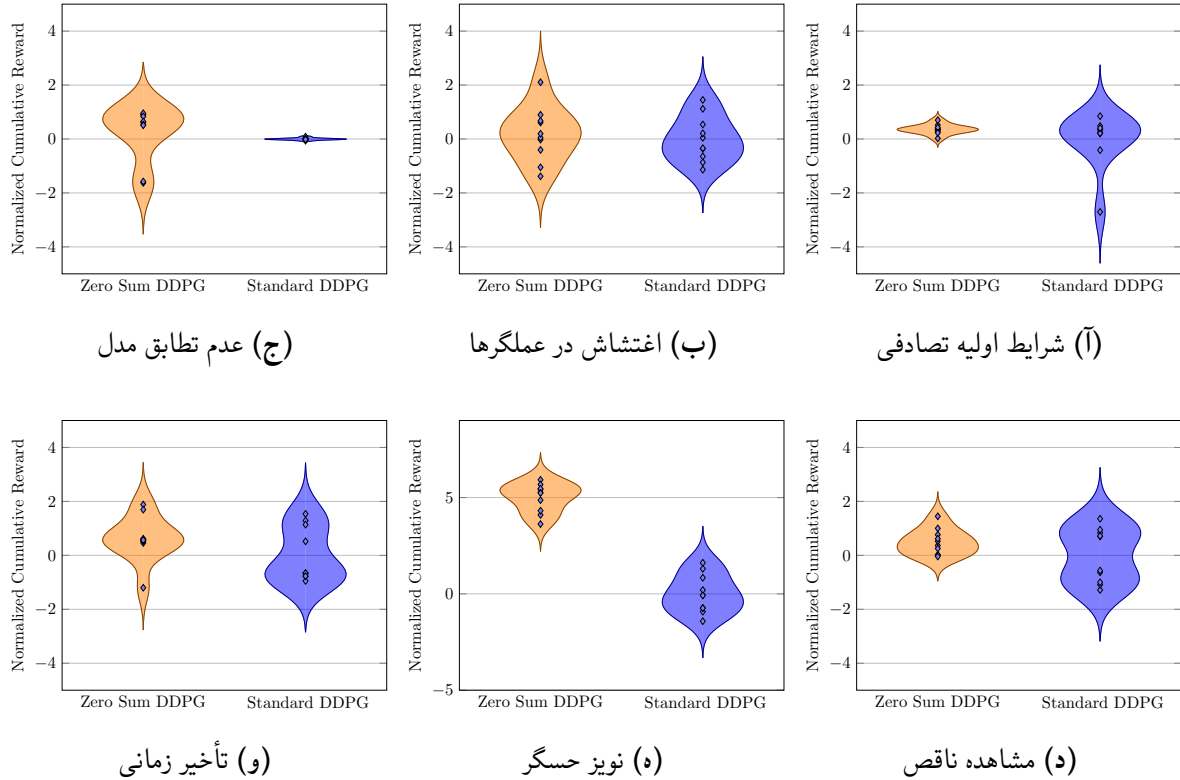 4
2
0
−2
−4
Normalized Cumulative Reward
Zero Sum DDPG Standard DDPG
(آ) شرایط اولیه تصادفی
4
2
0
−2
−4
Normalized Cumulative Reward
Zero Sum DDPG Standard DDPG
(ب) اغتشاش در عملگرها
4
2
0
−2
−4
Normalized Cumulative Reward
Zero Sum DDPG Standard DDPG
(ج) عدم تطابق مدل
4
2
0
−2
−4
Normalized Cumulative Reward
Zero Sum DDPG Standard DDPG
(د) مشاهده ناقص
5
0
−5
Normalized Cumulative Reward
Zero Sum DDPG Standard DDPG
(ه) نویز حسگر
4
2
0
−2
−4
Normalized Cumulative Reward
Zero Sum DDPG Standard DDPG
(و) تأخیر زمانی